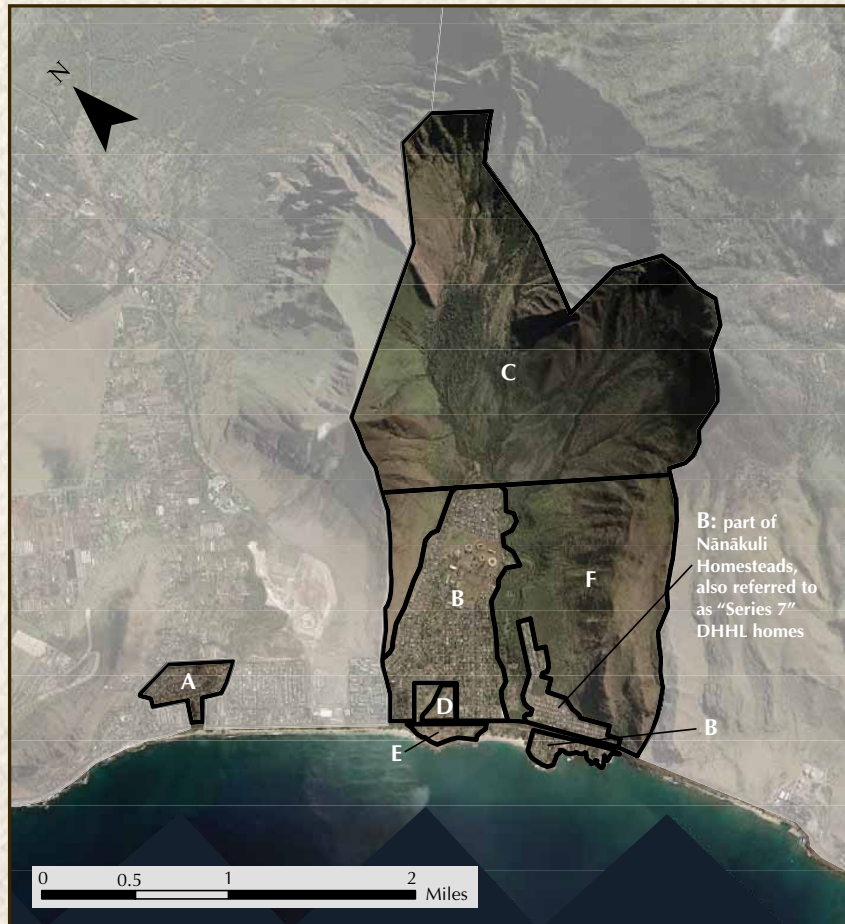 N
C
B: part of
Nānākuli
Homesteads,
also referred to
as “Series 7”
DHHL homes
F
B
A
D
B
E
0 0.5 1 2 Miles